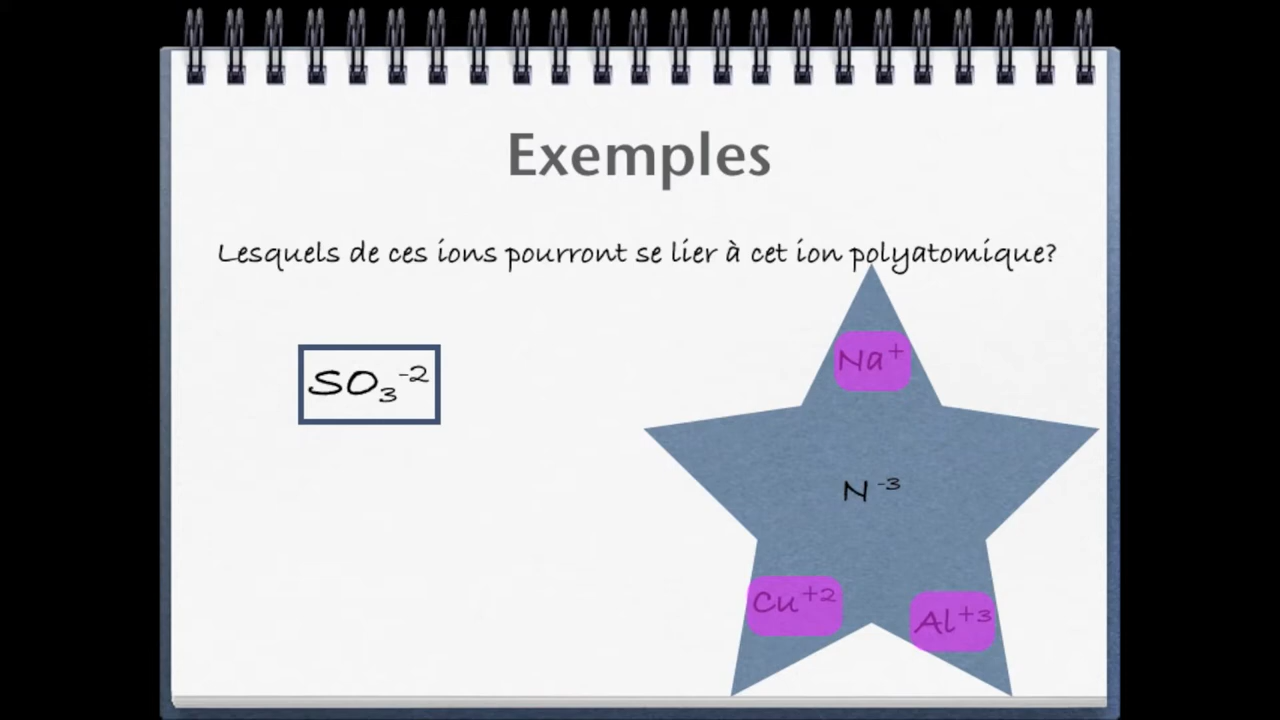 Exemples
Lesquels de ces ions pourront se lier à cet ion polyatomique?
SO₃⁻²
Na⁺
N⁻³
Cu⁺²
Al⁺³